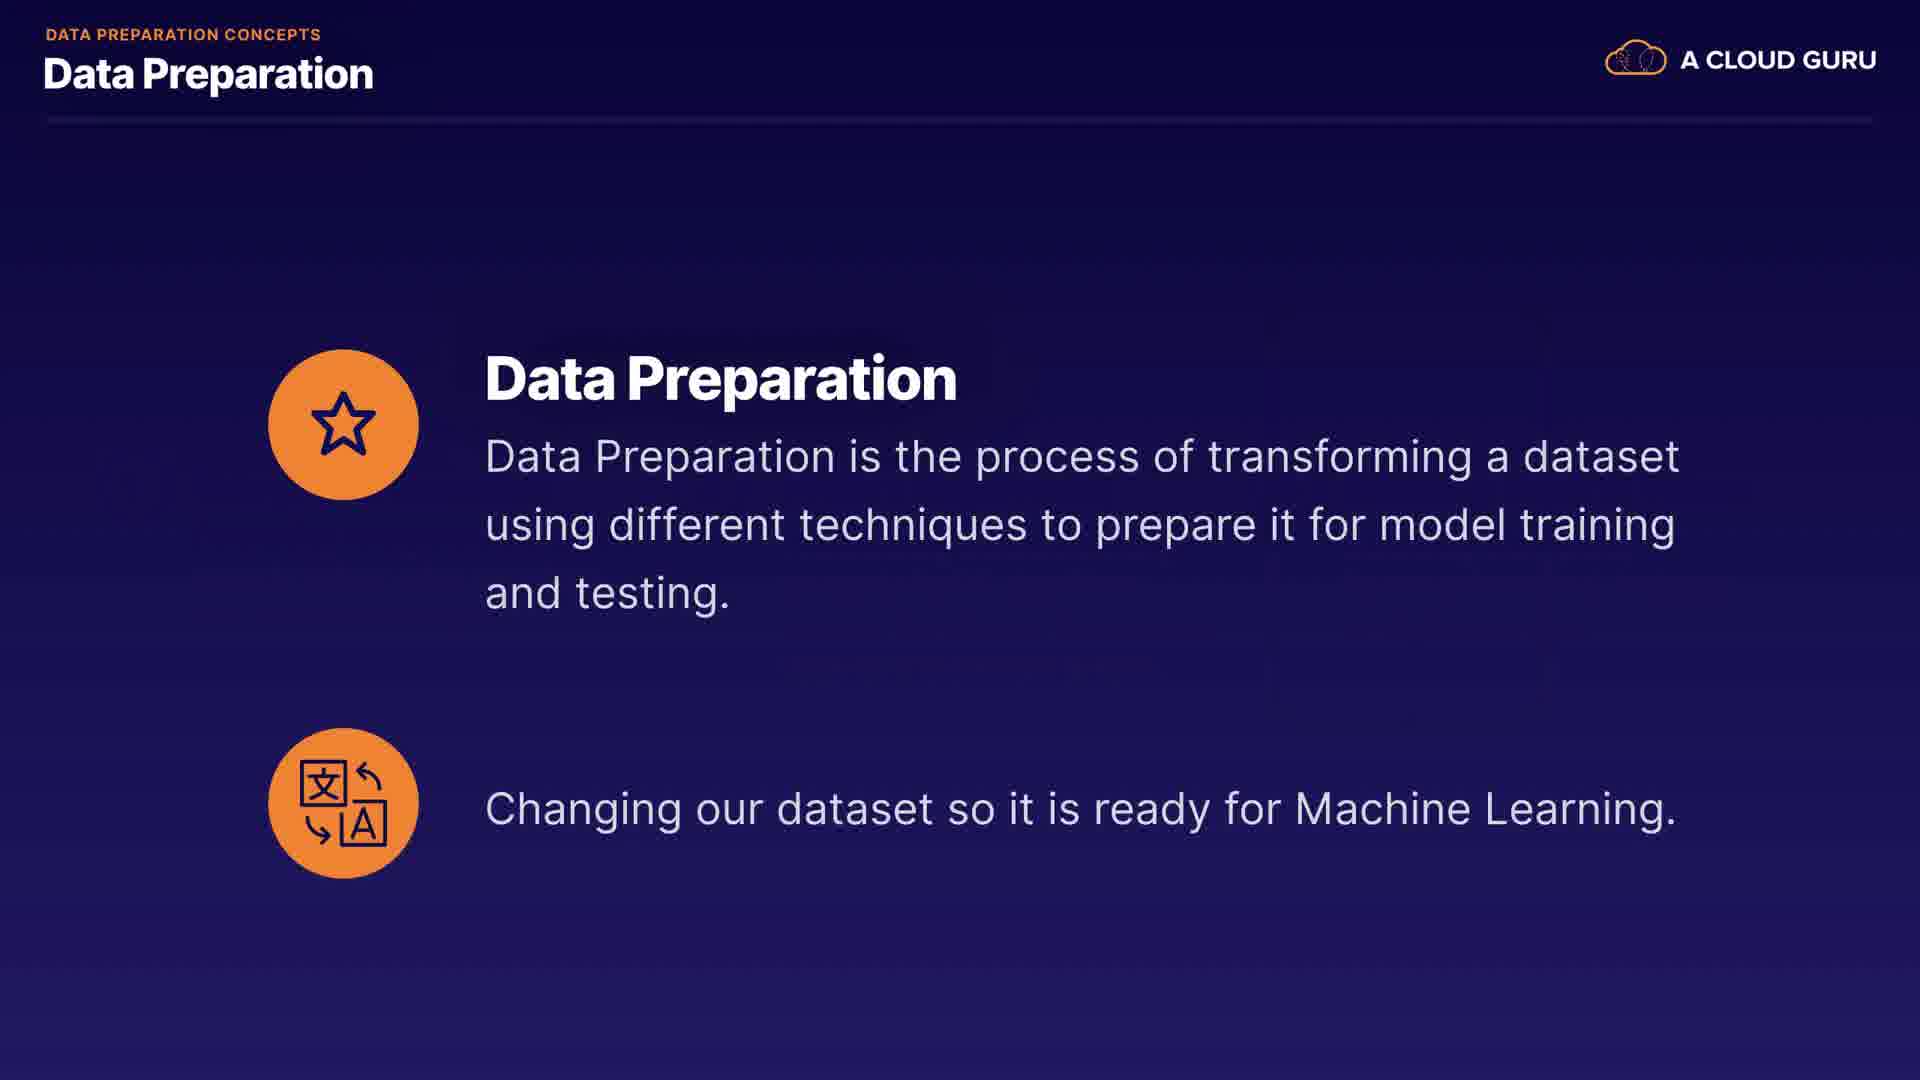 DATA PREPARATION CONCEPTS
Data Preparation
A CLOUD GURU
Data Preparation
Data Preparation is the process of transforming a dataset
using different techniques to prepare it for model training
and testing.
文
A
Changing our dataset so it is ready for Machine Learning.